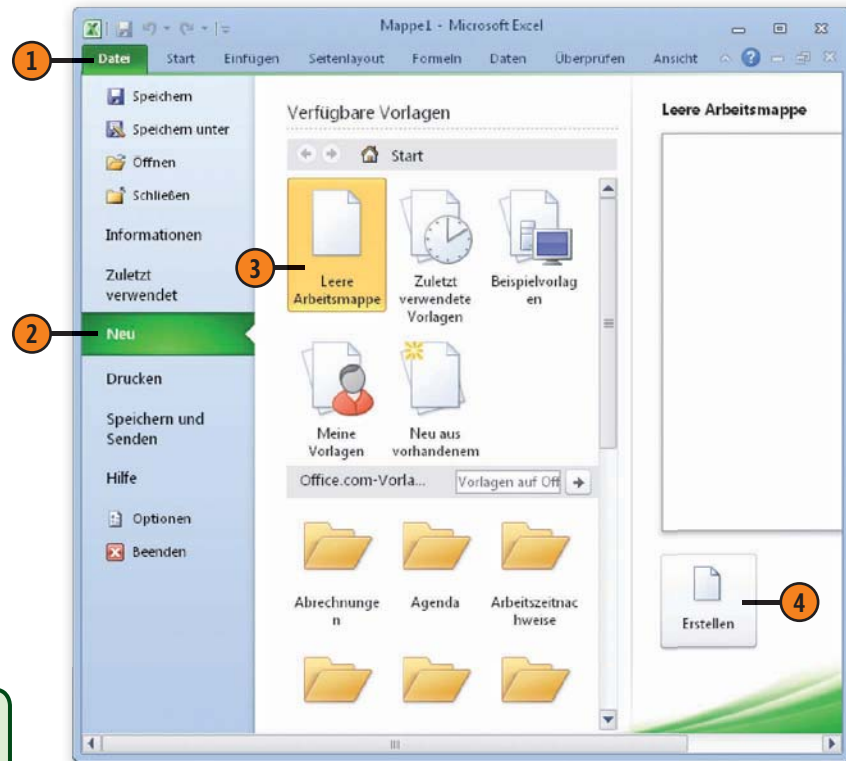 Mappe1 - Microsoft Excel
1
Datei Start Einfügen Seitenlayout Formeln Daten Überprüfen Ansicht
Speichern
Speichern unter
Öffnen
Schließen
Informationen
Zuletzt
verwendet
2
Neu
Drucken
Speichern und
Senden
Hilfe
Optionen
Beenden
Verfügbare Vorlagen
Start
3
Leere
Arbeitsmappe
Zuletzt
verwendete
Vorlagen
Beispielvorlag
en
Meine
Vorlagen
Neu aus
vorhandenem
Office.com-Vorla...
Vorlagen auf Off
Abrechnunge
n
Agenda
Arbeitszeitnac
hweise
Leere Arbeitsmappe
Erstellen
4